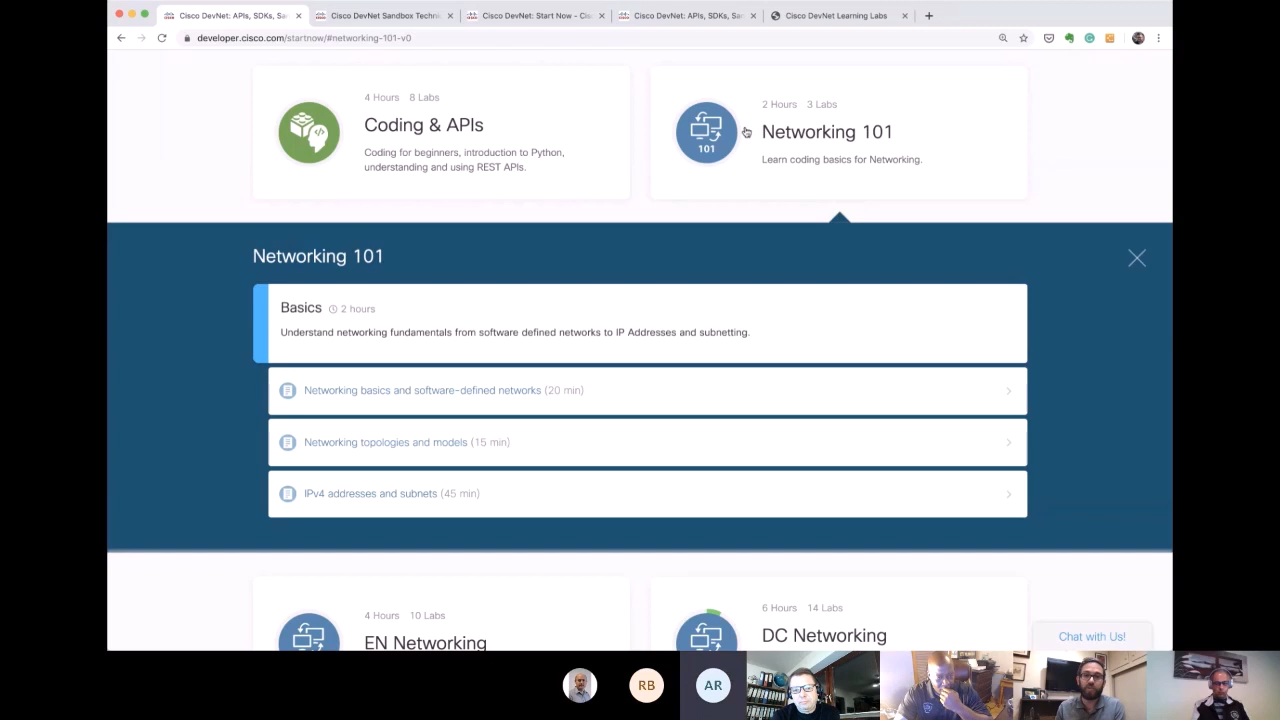 Cisco DevNet: APIs, SDKs, Sa
Cisco DevNet Sandbox Techni
Cisco DevNet: Start Now - Cis
Cisco DevNet: APIs, SDKs, Sa
Cisco DevNet Learning Labs
developer.cisco.com/startnow/#networking-101-v0
4 Hours 8 Labs
Coding & APIs
Coding for beginners, introduction to Python,
understanding and using REST APIs.
101
2 Hours 3 Labs
Networking 101
Learn coding basics for Networking.
Networking 101
Basics 2 hours
Understand networking fundamentals from software defined networks to IP Addresses and subnetting.
Networking basics and software-defined networks (20 min)
Networking topologies and models (15 min)
IPv4 addresses and subnets (45 min)
4 Hours 10 Labs
EN Networking
6 Hours 14 Labs
DC Networking
Chat with Us!
RB
AR